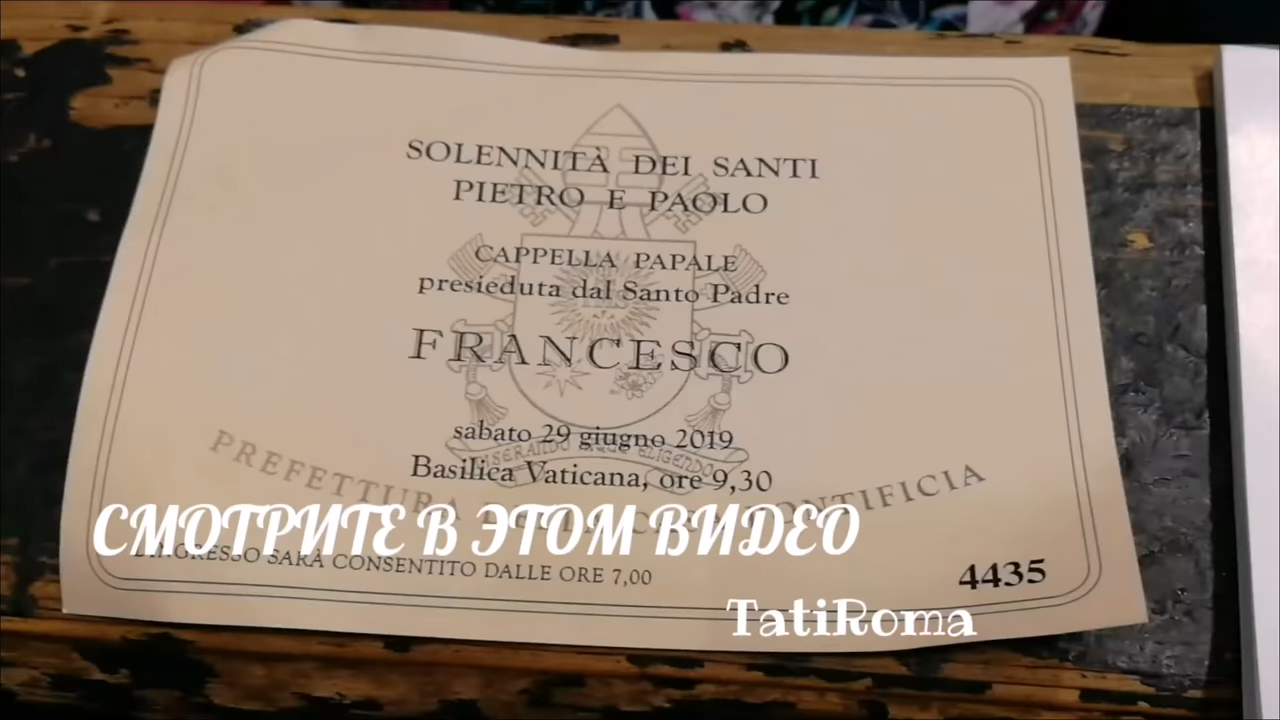 SOLENNITÀ DEI SANTI
PIETRO E PAOLO
CAPPELLA PAPALE
presieduta dal Santo Padre
FRANCESCO
sabato 29 giugno 2019
Basilica Vaticana, ore 9,30
PREFETTURA PONTIFICIA
СМОТРИТЕ В ЭТОМ ВИДЕО
L'INGRESSO SARÀ CONSENTITO DALLE ORE 7,00
4435
TatiRoma